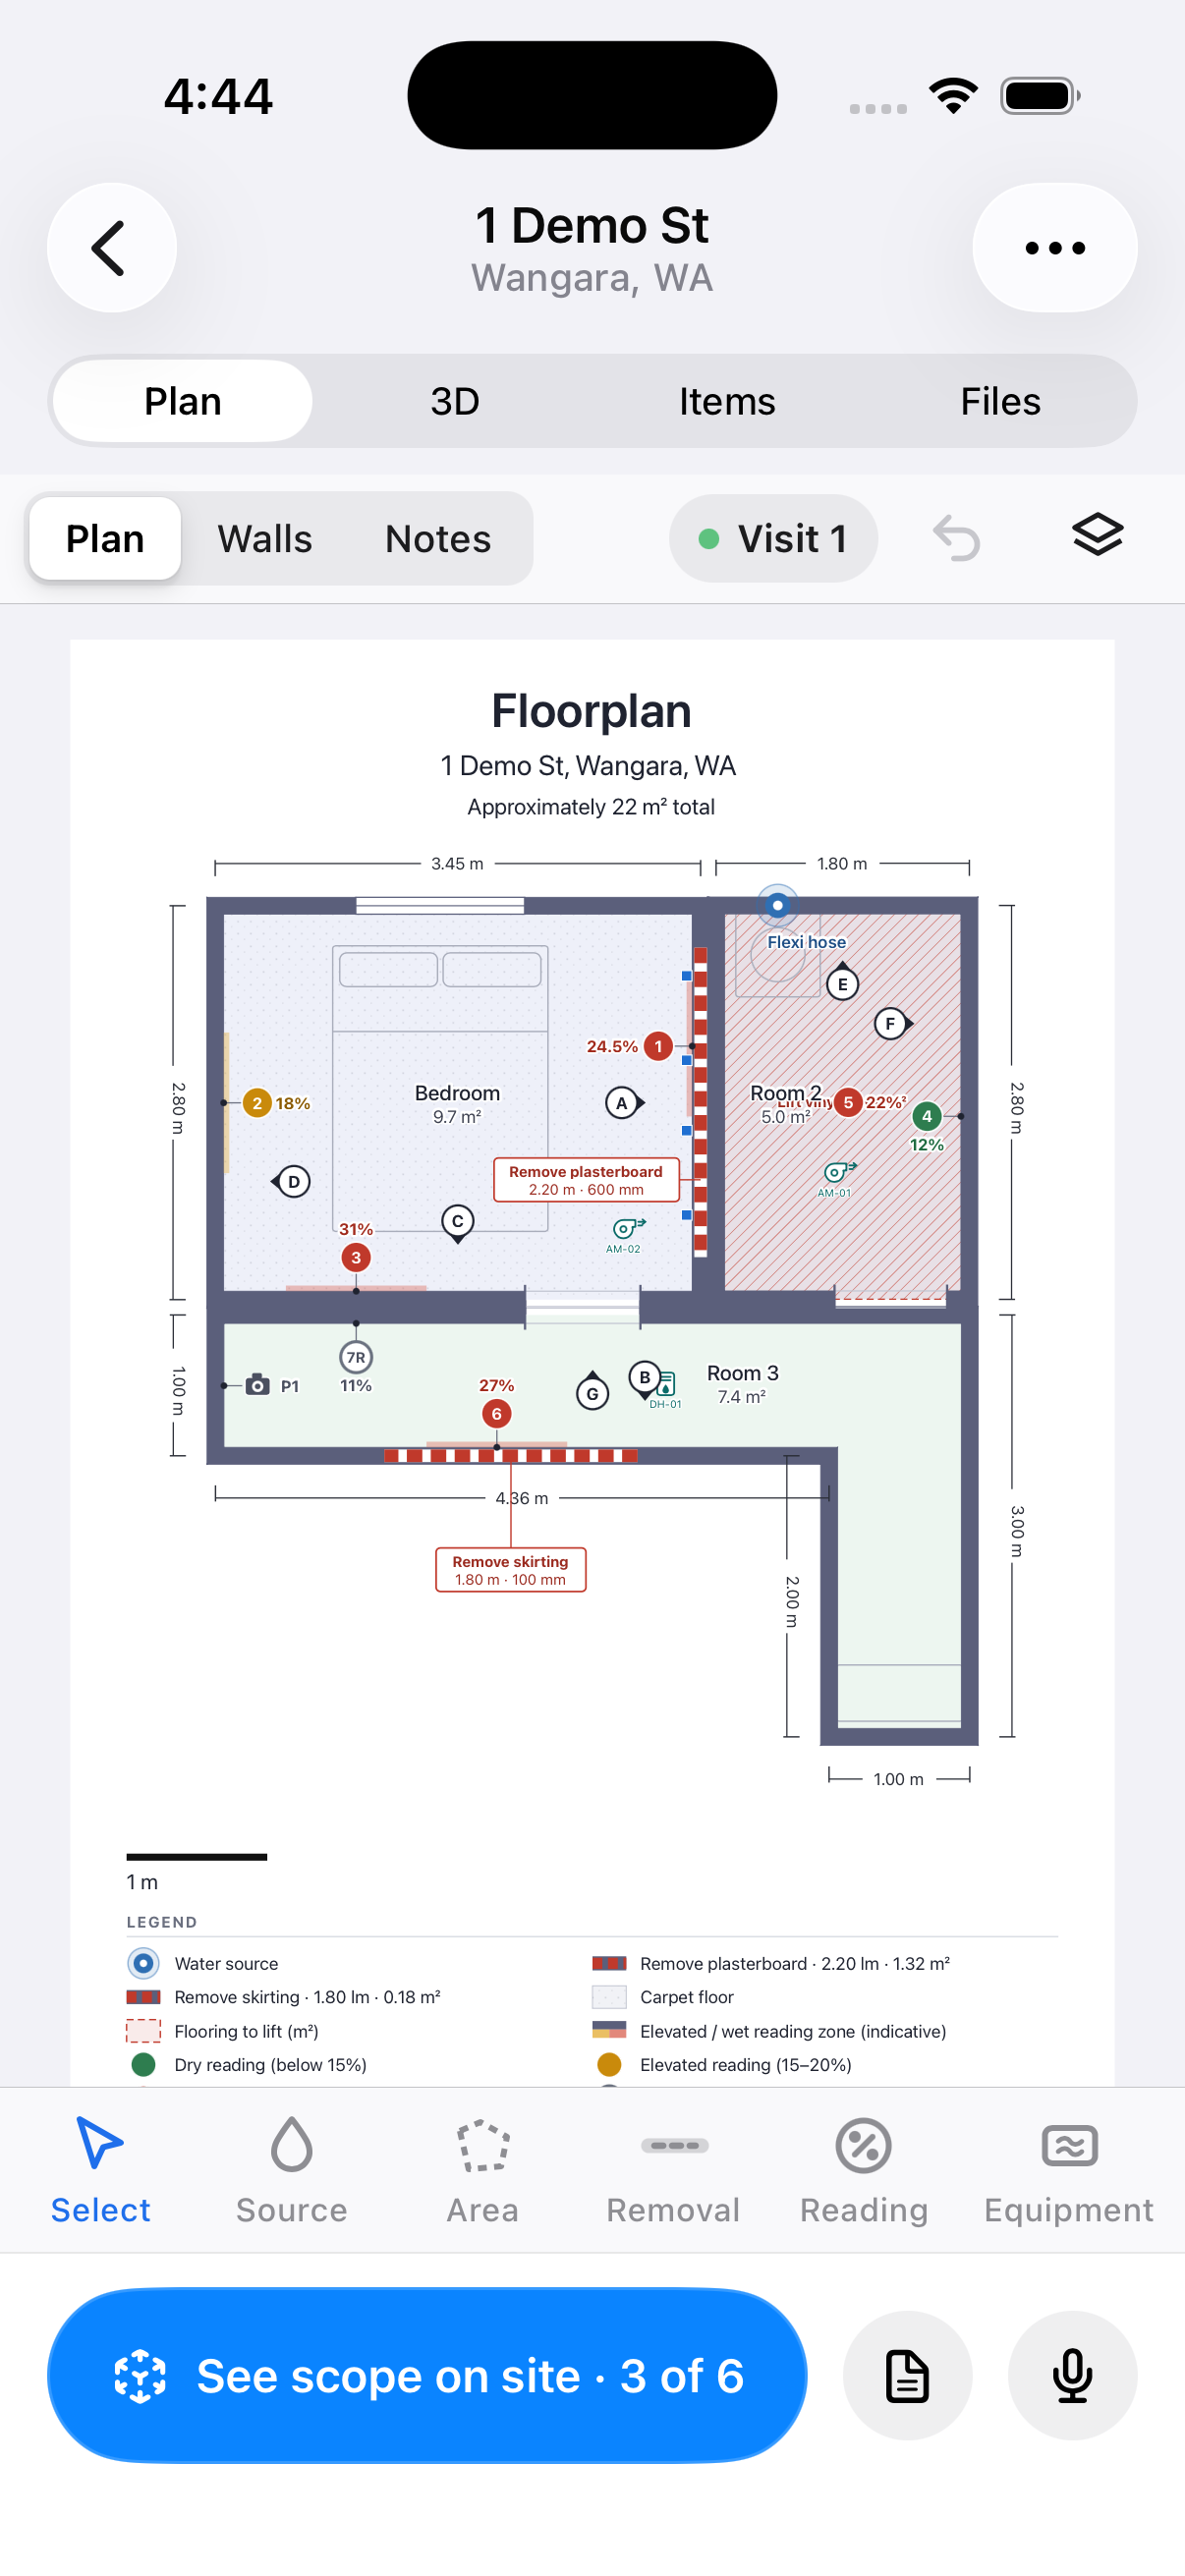 4:44
1 Demo St
Wangara, WA
Plan 3D Items Files
Plan Walls Notes Visit 1
Floorplan
1 Demo St, Wangara, WA
Approximately 22 m² total
3.45 m 1.80 m
Flexi hose
E
F
24.5% 1
2.80 m 2.80 m
2 18%
Bedroom
9.7 m²
A
Room 2
5.0 m²
5 22%
4
12%
D
Remove plasterboard
2.20 m · 600 mm
AM-01
C
31%
3
AM-02
1.00 m
7R
11%
P1
27%
6
G
B
DH-01
Room 3
7.4 m²
4.36 m
3.00 m
Remove skirting
1.80 m · 100 mm
2.00 m
1.00 m
1 m
LEGEND
Water source
Remove plasterboard · 2.20 lm · 1.32 m²
Remove skirting · 1.80 lm · 0.18 m²
Carpet floor
Flooring to lift (m²)
Elevated / wet reading zone (indicative)
Dry reading (below 15%)
Elevated reading (15–20%)
Select Source Area Removal Reading Equipment
See scope on site · 3 of 6